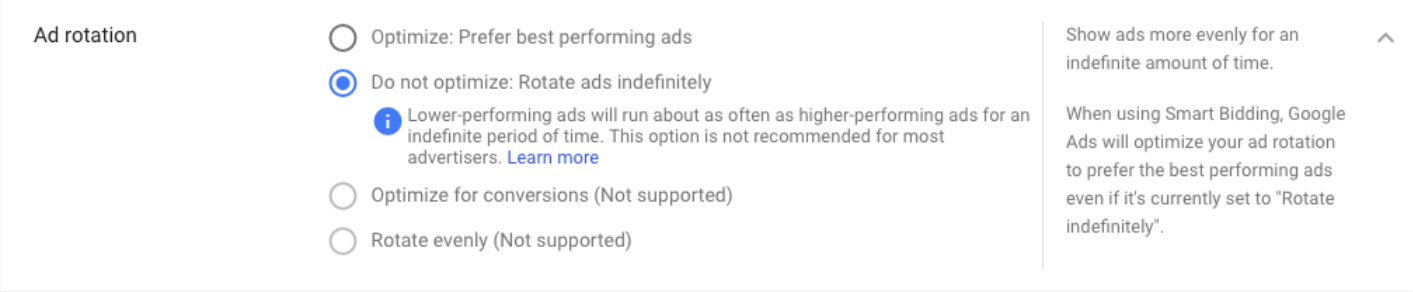 Ad rotation
Optimize: Prefer best performing ads
Do not optimize: Rotate ads indefinitely
Lower-performing ads will run about as often as higher-performing ads for an
indefinite period of time. This option is not recommended for most
advertisers. Learn more
Optimize for conversions (Not supported)
Rotate evenly (Not supported)
Show ads more evenly for an
indefinite amount of time.
When using Smart Bidding, Google
Ads will optimize your ad rotation
to prefer the best performing ads
even if it's currently set to "Rotate
indefinitely".